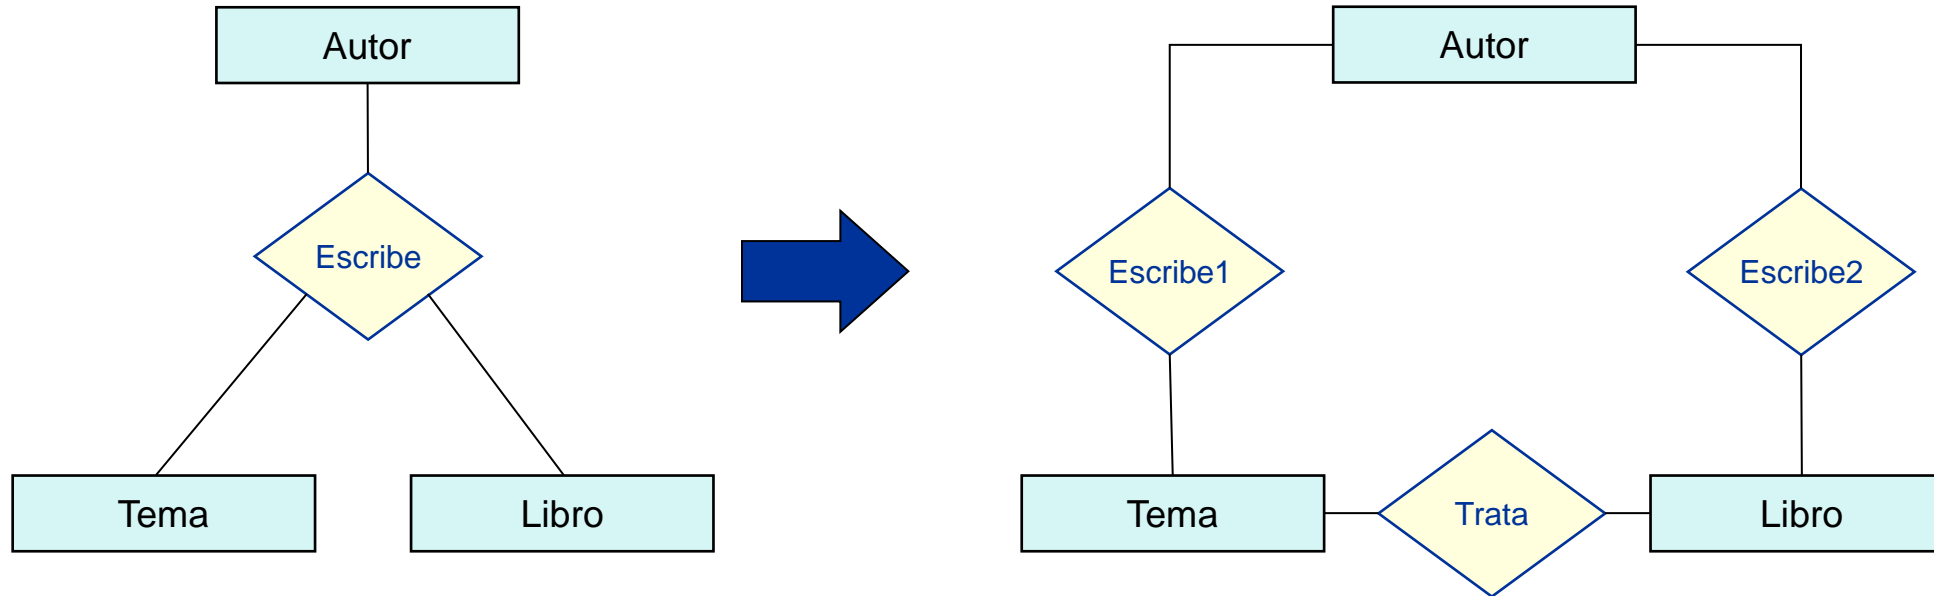 Autor
Escribe
Tema
Libro
Autor
Escribe1
Escribe2
Tema
Trata
Libro